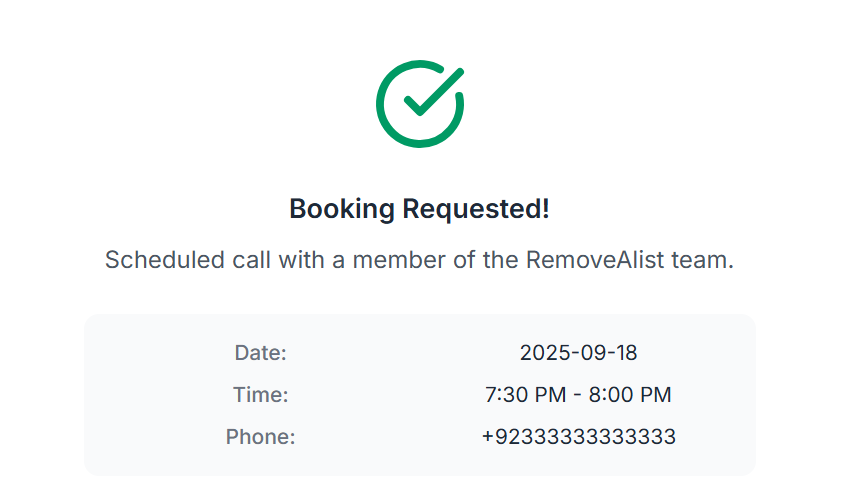 Booking Requested!
Scheduled call with a member of the RemoveAlist team.
Date: 2025-09-18
Time: 7:30 PM - 8:00 PM
Phone: +92333333333333